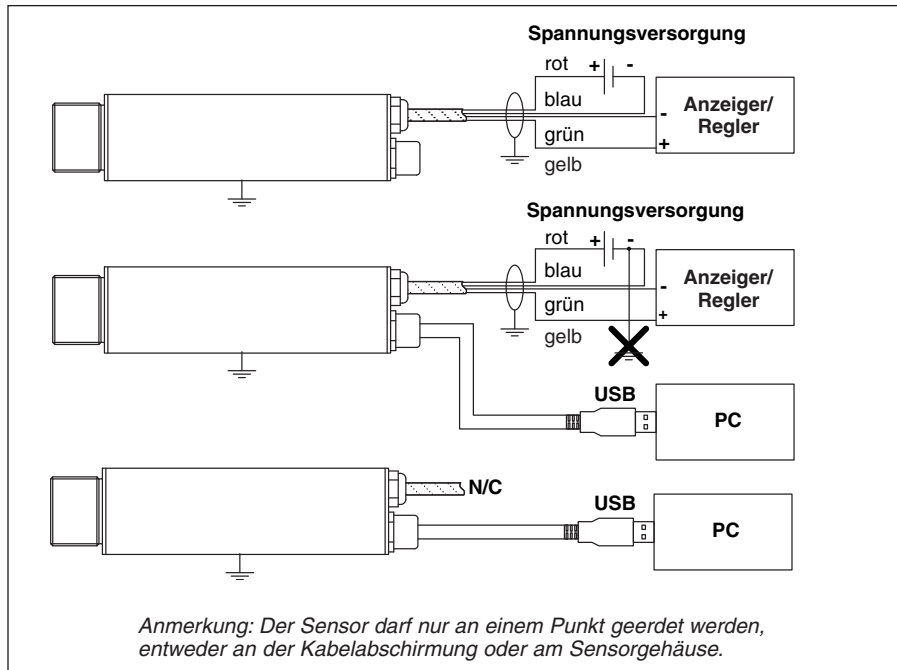 Spannungsversorgung
rot + -
blau
grün
gelb
-
+
Anzeiger/
Regler
Spannungsversorgung
rot + -
blau
grün
gelb
-
+
Anzeiger/
Regler
USB
PC
N/C
USB
PC
Anmerkung: Der Sensor darf nur an einem Punkt geerdet werden,
entweder an der Kabelabschirmung oder am Sensorgehäuse.